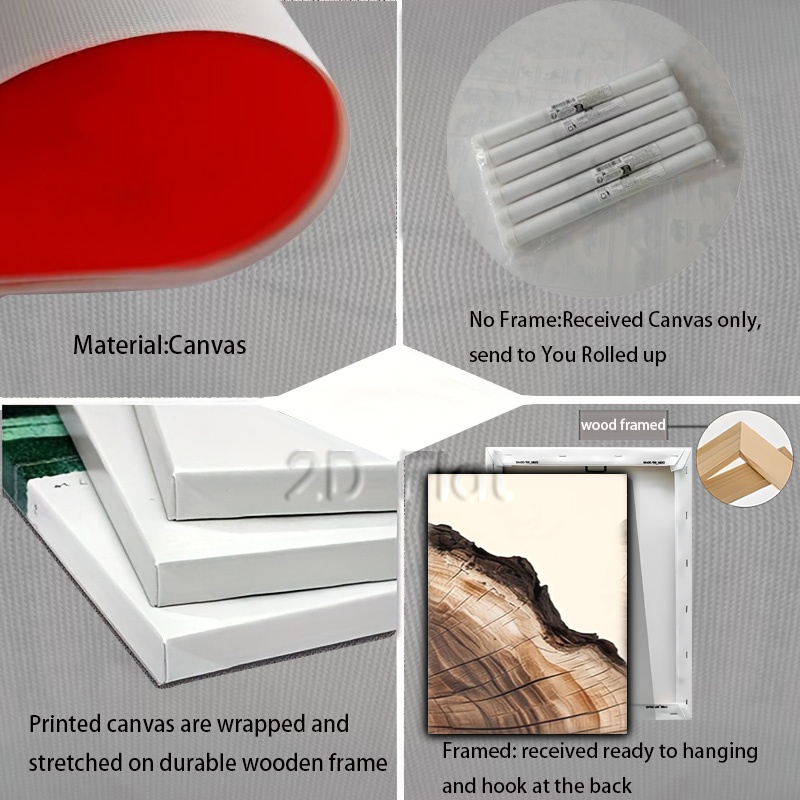 Material:Canvas
No Frame:Received Canvas only,
send to You Rolled up
wood framed
2D Flat
Printed canvas are wrapped and
stretched on durable wooden frame
Framed: received ready to hanging
and hook at the back